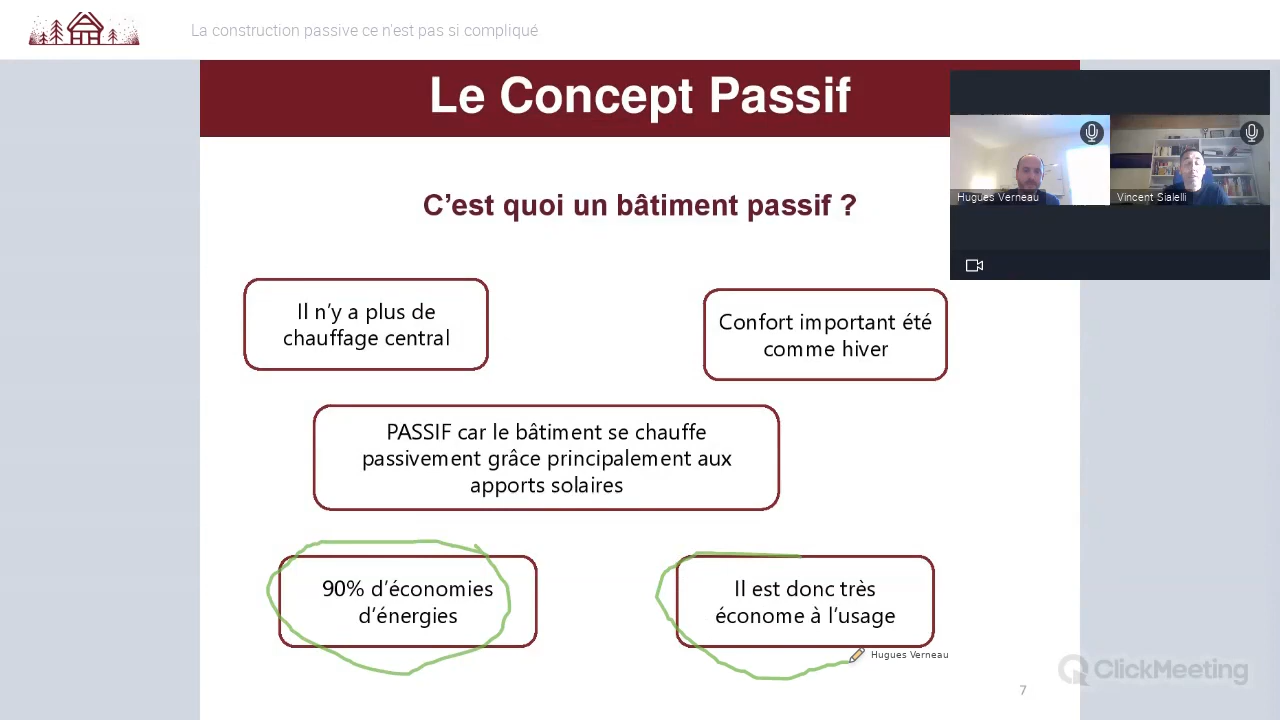 La construction passive ce n'est pas si compliqué
Le Concept Passif
Hugues Verneau
Vincent Sialelli
C’est quoi un bâtiment passif ?
Il n’y a plus de
chauffage central
Confort important été
comme hiver
PASSIF car le bâtiment se chauffe
passivement grâce principalement aux
apports solaires
90% d’économies
d’énergies
Il est donc très
économe à l’usage
Hugues Verneau
ClickMeeting
7